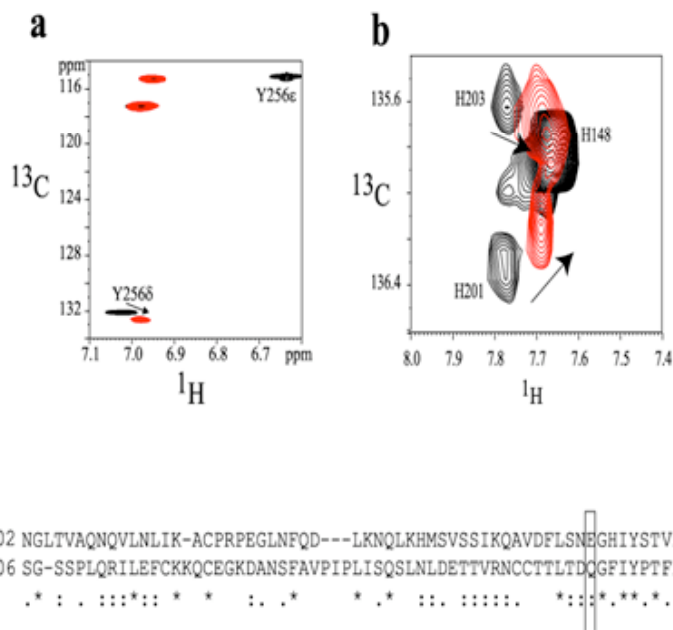 a
b
ppm
116
120
124
128
132
13C
Y256ε
Y256δ
7.1 7.0 6.9 6.8 6.7 ppm
1H
135.6
136.4
13C
H203
H148
H201
8.0 7.9 7.8 7.7 7.6 7.5 7.4
1H
02 NGLTVAQNQVLNLIK-ACPRPEGLNFQD---LKNQLKHMSVSSIKQAVDFLSNEGHIYSTV
06 SG-SSPLQRILEFCKKQCEGKDANSFAVPIPLISQSLNLDETTVRNCCTTLTDQGFIYPTF
.* : . :::*:: * * :. .* * .* ::. :::::. *:::*.**.*.